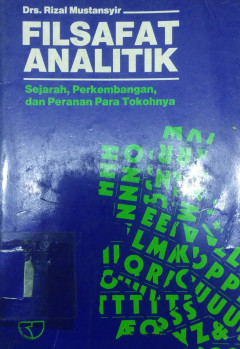 Drs. Rizal Mustansyir
FILSAFAT
ANALITIK
Sejarah, Perkembangan,
dan Peranan Para Tokohnya